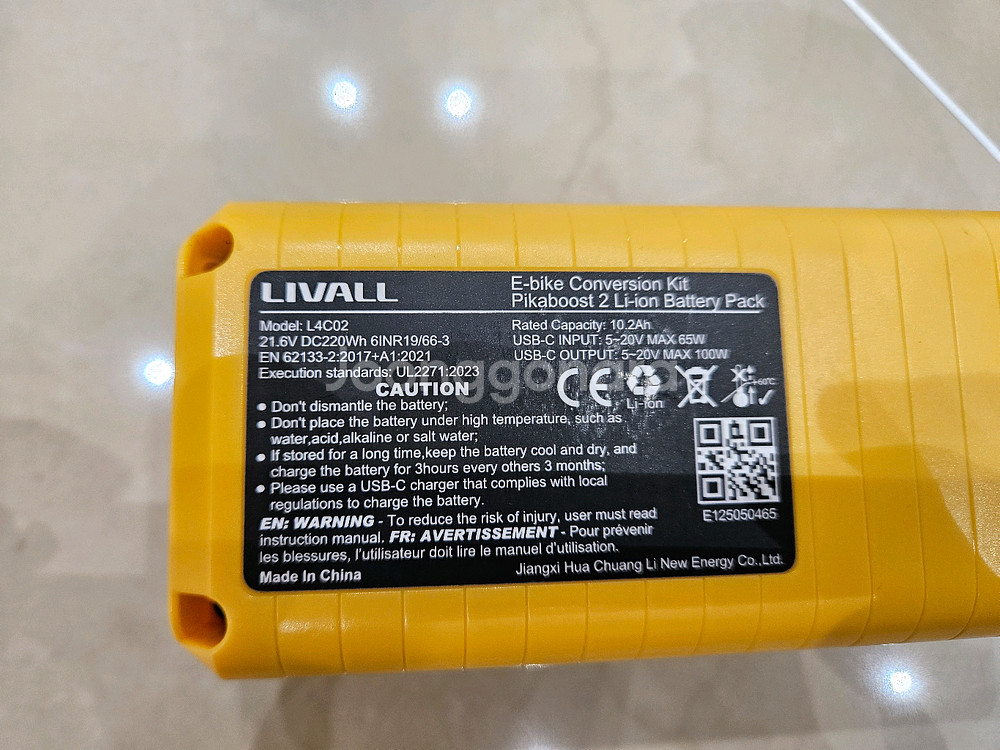 LIVALL
E-bike Conversion Kit
Pikaboost 2 Li-ion Battery Pack
Model: L4C02
21.6V DC220Wh 6INR19/66-3
EN 62133-2:2017+A1:2021
Execution standards: UL2271:2023
Rated Capacity: 10.2Ah
USB-C INPUT: 5~20V MAX 65W
USB-C OUTPUT: 5~20V MAX 100W
CE
Li-ion
+60℃
CAUTION
● Don't dismantle the battery;
● Don't place the battery under high temperature, such as
water,acid,alkaline or salt water;
● If stored for a long time,keep the battery cool and dry, and
charge the battery for 3hours every others 3 months;
● Please use a USB-C charger that complies with local
regulations to charge the battery.
E125050465
EN: WARNING - To reduce the risk of injury, user must read
instruction manual. FR: AVERTISSEMENT - Pour prévenir
les blessures, l'utilisateur doit lire le manuel d'utilisation.
Made In China
Jiangxi Hua Chuang Li New Energy Co.,Ltd.
Joonggonara